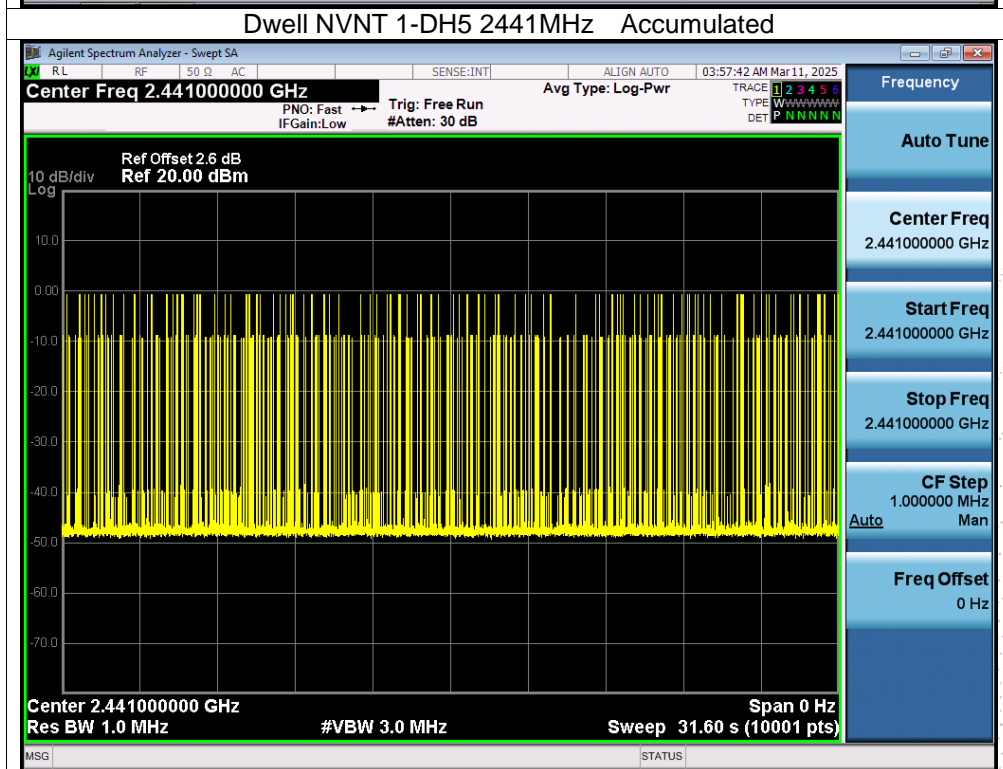 Dwell NVNT 1-DH5 2441MHz Accumulated
Agilent Spectrum Analyzer - Swept SA
LXI RL RF 50 Ω AC SENSE:INT ALIGN AUTO 03:57:42 AM Mar 11, 2025
Center Freq 2.441000000 GHz
PNO: Fast
IFGain:Low
Trig: Free Run
#Atten: 30 dB
Avg Type: Log-Pwr
TRACE 1 2 3 4 5 6
TYPE WWWWWWW
DET P N N N N N
Frequency
Auto Tune
Center Freq
2.441000000 GHz
Start Freq
2.441000000 GHz
Stop Freq
2.441000000 GHz
CF Step
1.000000 MHz
Auto Man
Freq Offset
0 Hz
Ref Offset 2.6 dB
10 dB/div Ref 20.00 dBm
Log
10.0
0.00
-10.0
-20.0
-30.0
-40.0
-50.0
-60.0
-70.0
Center 2.441000000 GHz Span 0 Hz
Res BW 1.0 MHz #VBW 3.0 MHz Sweep 31.60 s (10001 pts)
MSG STATUS